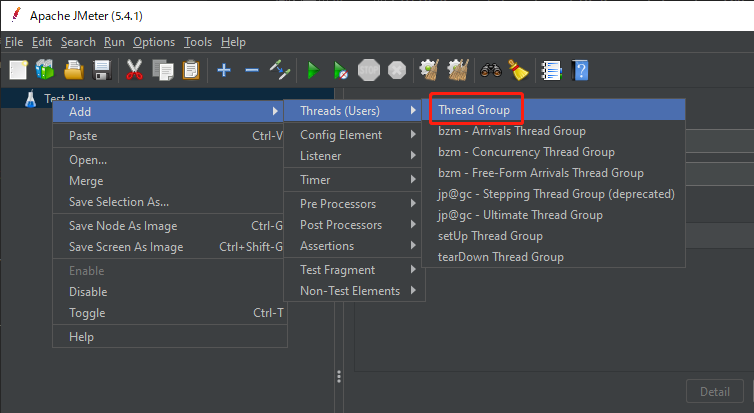 Apache JMeter (5.4.1)
File Edit Search Run Options Tools Help
Test Plan
Add
Paste Ctrl-V
Open...
Merge
Save Selection As...
Save Node As Image Ctrl-G
Save Screen As Image Ctrl+Shift-G
Enable
Disable
Toggle Ctrl-T
Help
Threads (Users)
Config Element
Listener
Timer
Pre Processors
Post Processors
Assertions
Test Fragment
Non-Test Elements
Thread Group
bzm - Arrivals Thread Group
bzm - Concurrency Thread Group
bzm - Free-Form Arrivals Thread Group
jp@gc - Stepping Thread Group (deprecated)
jp@gc - Ultimate Thread Group
setUp Thread Group
tearDown Thread Group
Detail